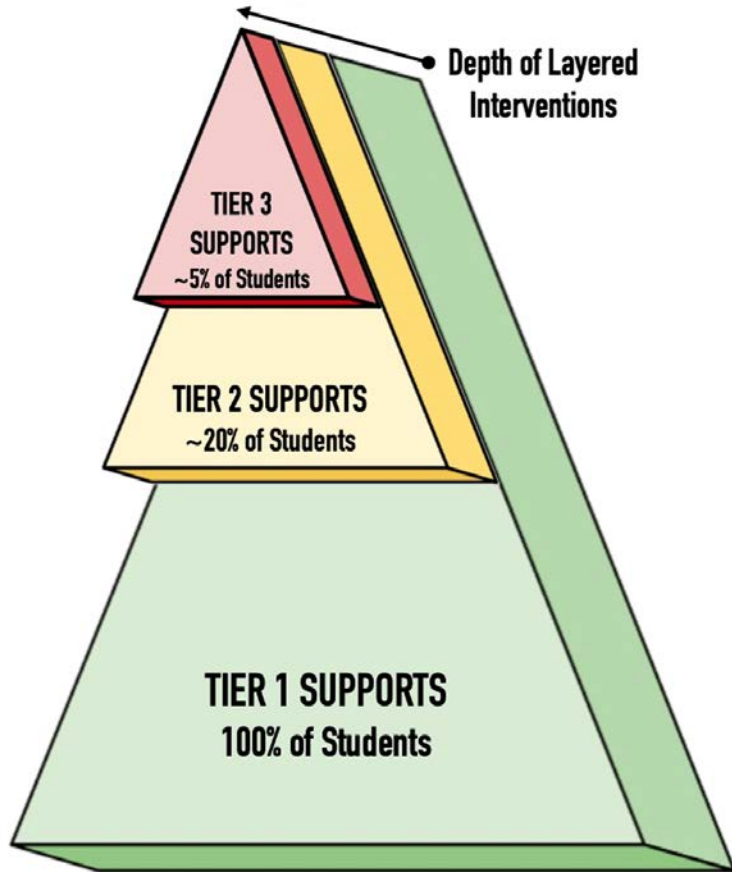 Depth of Layered
Interventions
TIER 3
SUPPORTS
~5% of Students
TIER 2 SUPPORTS
~20% of Students
TIER 1 SUPPORTS
100% of Students